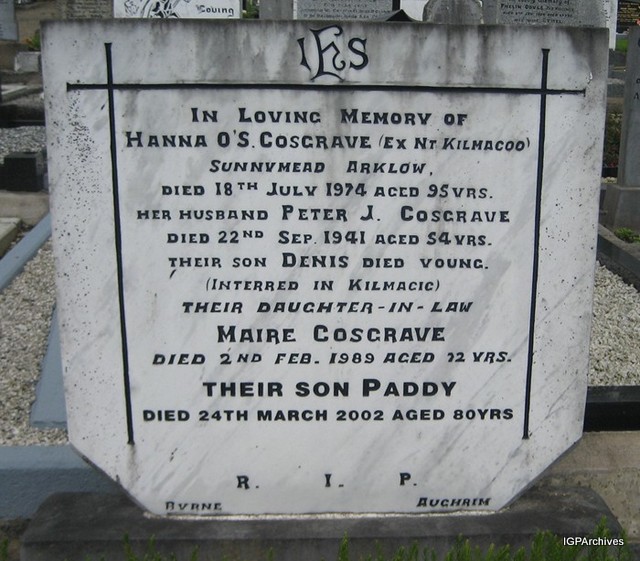 IHS
In Loving Memory of
Hanna O'S. Cosgrave (Ex Nt Kilmacoo)
Sunnymead Arklow,
died 18th July 1974 aged 95yrs.
her husband Peter J. Cosgrave
died 22nd Sep. 1941 aged 54yrs.
their son Denis died young.
(Interred in Kilmacig)
their daughter-in-law
Maire Cosgrave
died 2nd Feb. 1989 aged 72 yrs.
THEIR SON PADDY
DIED 24TH MARCH 2002 AGED 80YRS
R. I. P.
Byrne Aughrim
IGPArchives